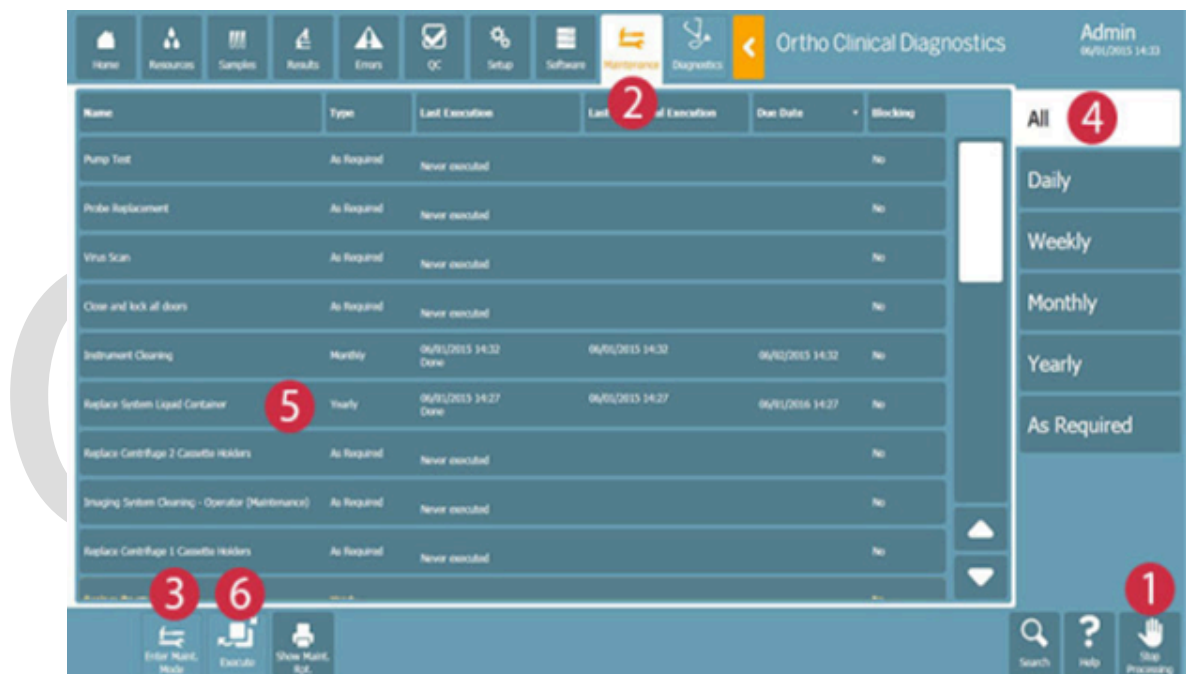 Home Resources Samples Results Errors QC Setup Software Maintenance Diagnostics Ortho Clinical Diagnostics Admin
06/01/2015 14:33
2
Name Type Last Execution Last Execution Due Date Blocking
All 4
Pump Test As Required Never executed No
Daily
Probe Replacement As Required Never executed No
Weekly
Virus Scan As Required Never executed No
Monthly
Close and lock all doors As Required Never executed No
Yearly
Instrument Cleaning Monthly 06/01/2015 14:32 06/01/2015 14:32 06/02/2015 14:32 No
Done
As Required
Replace System Liquid Container 5 Yearly 06/01/2015 14:27 06/01/2015 14:27 06/01/2016 14:27 No
Done
Replace Centrifuge 2 Cassette Holders As Required Never executed No
Imaging System Cleaning - Operator (Maintenance) As Required Never executed No
Replace Centrifuge 1 Cassette Holders As Required Never executed No
3 6 1
Enter Maint. Mode Execute Show Maint. Rpt. Search Help Stop Processing